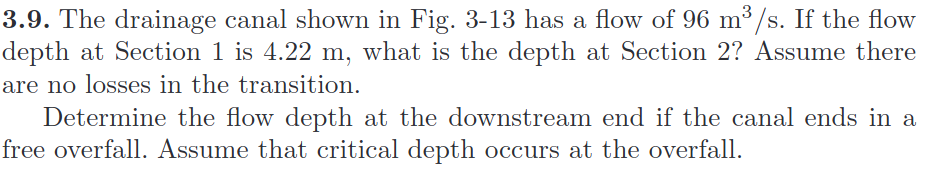 3.9. The drainage canal shown in Fig. 3-13 has a flow of 96 m³/s. If the flow
depth at Section 1 is 4.22 m, what is the depth at Section 2? Assume there
are no losses in the transition.
Determine the flow depth at the downstream end if the canal ends in a
free overfall. Assume that critical depth occurs at the overfall.